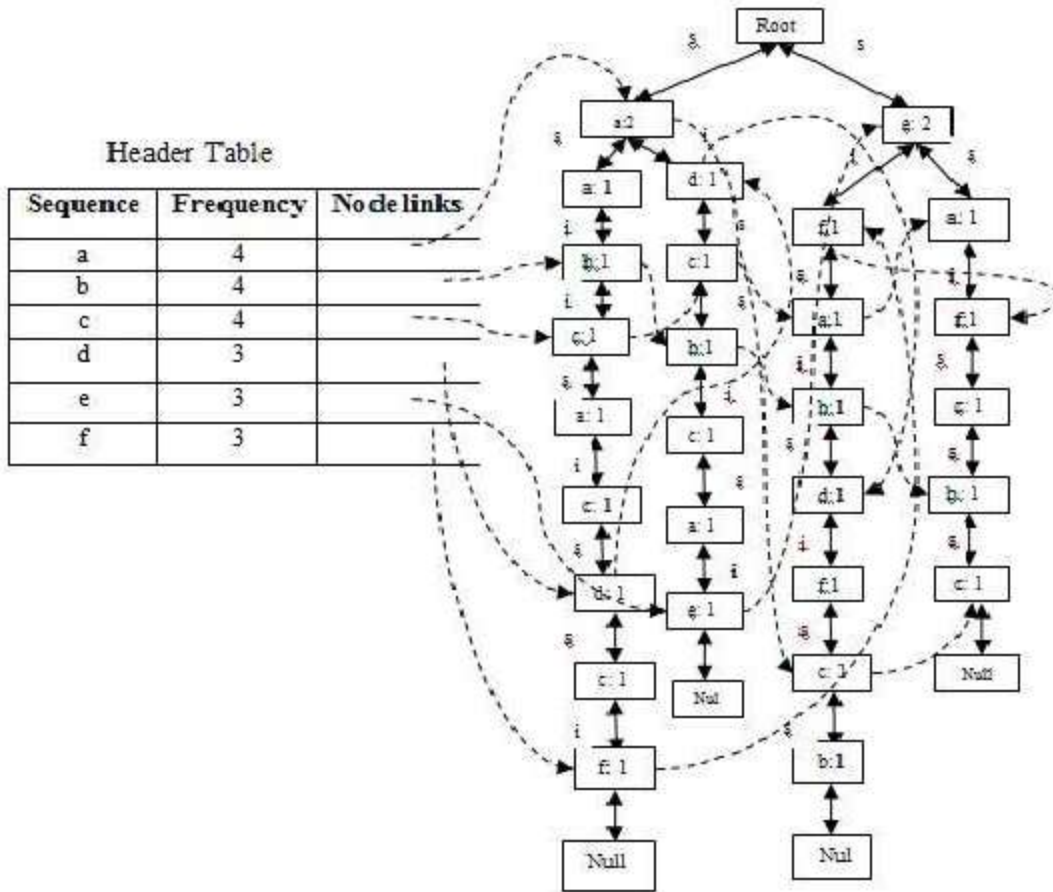 Root
s
s
a:2
e: 2
Header Table
Sequence Frequency Node links
a 4
b 4
c 4
d 3
e 3
f 3
s
i
s
a: 1
d: 1
a: 1
f:1
i
s
b:1
c:1
s
i
i
s
a:1
f:1
c:1
b:1
s
i
s
b:1
c:1
a: 1
i
c: 1
s
s
i
s
d:1
b: 1
c: 1
a: 1
s
i
i
s
f:1
c: 1
d: 1
e: 1
s
s
c: 1
Null
c: 1
Nul
i
s
b:1
f: 1
Null
Nul